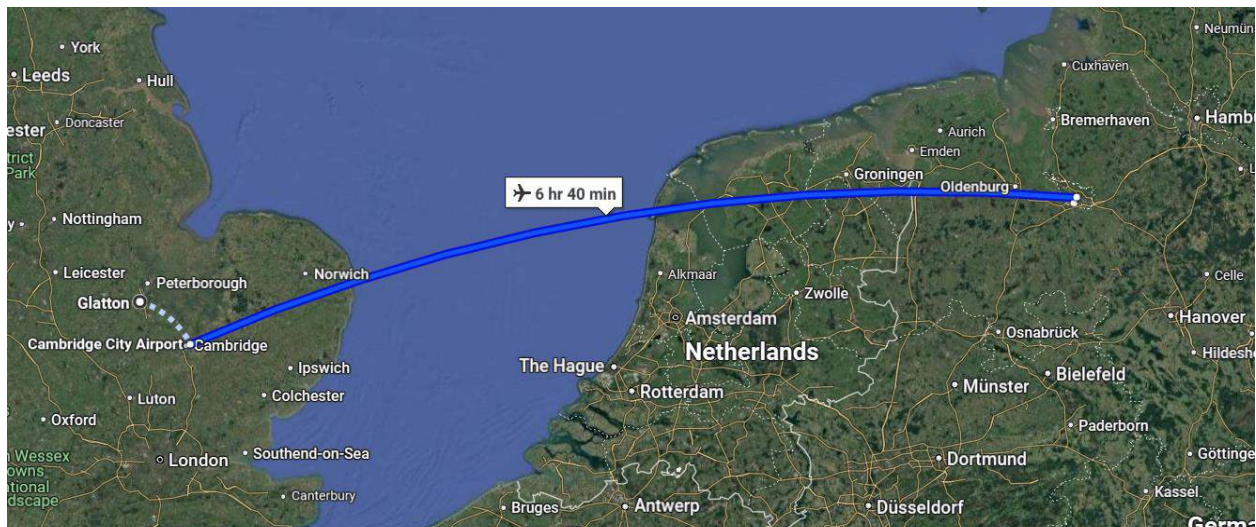 York
Leeds
Hull
Doncaster
Nottingham
Leicester
Peterborough
Glatton
Norwich
Cambridge City Airport
Cambridge
Ipswich
Colchester
Luton
Oxford
Southend-on-Sea
London
Canterbury
6 hr 40 min
Cuxhaven
Bremerhaven
Aurich
Emden
Groningen
Oldenburg
Alkmaar
Zwolle
Amsterdam
Netherlands
The Hague
Rotterdam
Bruges
Antwerp
Celle
Hanover
Osnabrück
Münster
Bielefeld
Paderborn
Dortmund
Düsseldorf
Kassel